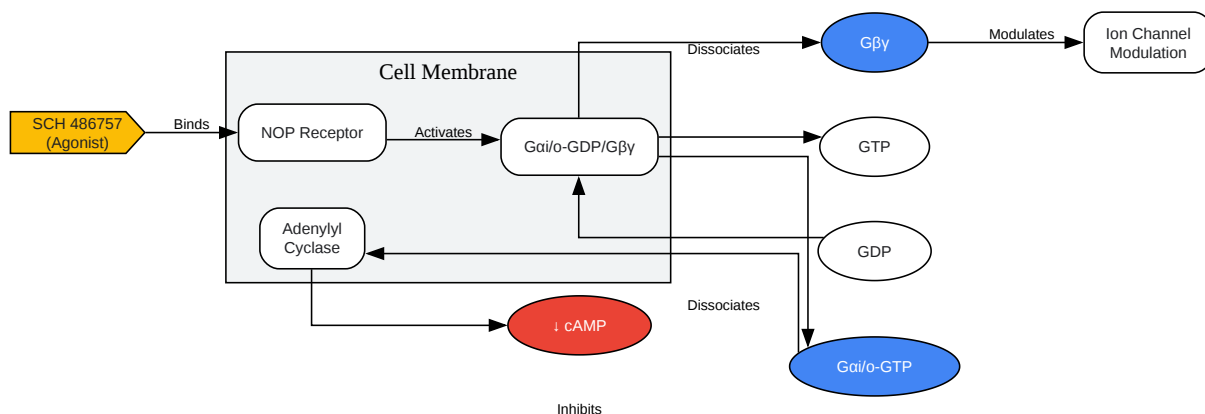 Gβγ
Modulates
Ion Channel
Modulation
Dissociates
Cell Membrane
SCH 486757
(Agonist)
Binds
NOP Receptor
Activates
Gαi/o-GDP/Gβγ
GTP
Adenylyl
Cyclase
GDP
Dissociates
↓ cAMP
Gαi/o-GTP
Inhibits